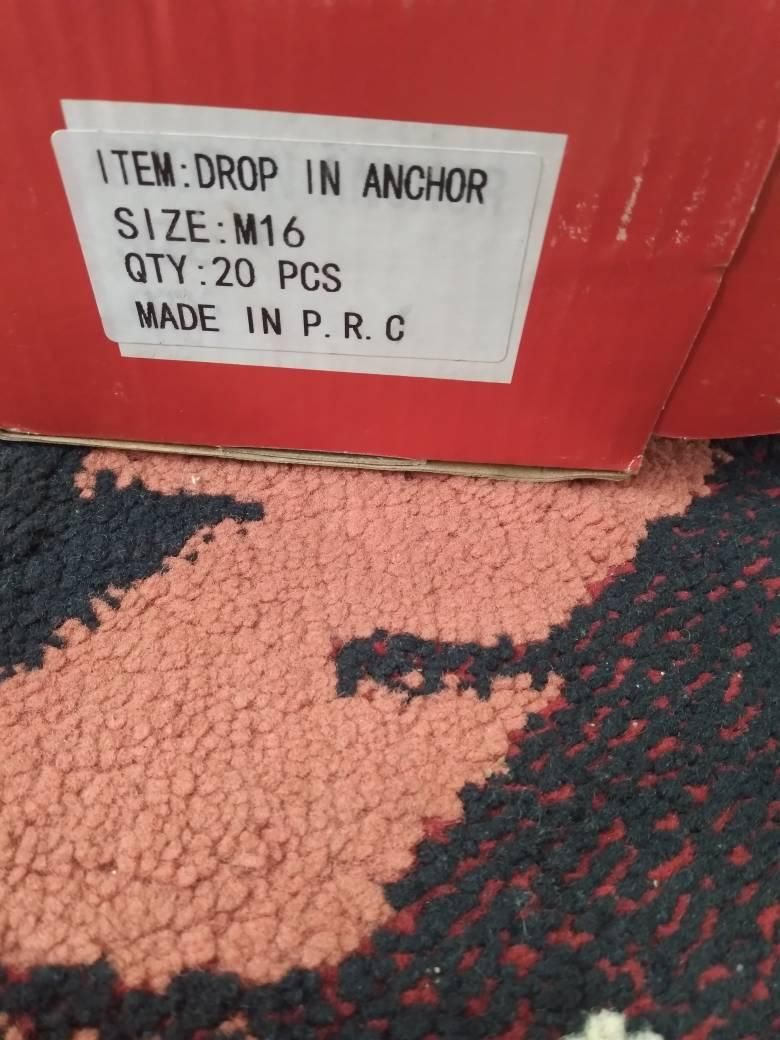 ITEM:DROP IN ANCHOR
SIZE:M16
QTY:20 PCS
MADE IN P.R.C